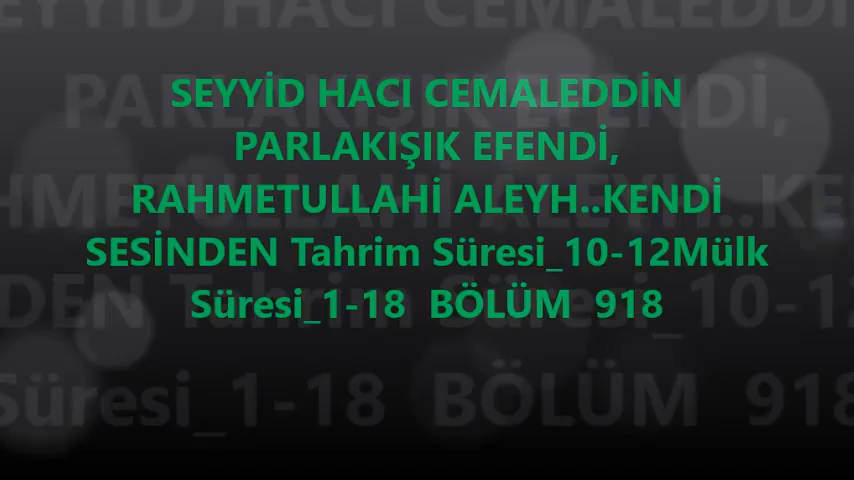 SEYYİD HACI CEMALEDDİN
PARLAKIŞIK EFENDİ,
RAHMETULLAHİ ALEYH..KENDİ
SESİNDEN Tahrim Süresi_10-12Mülk
Süresi_1-18  BÖLÜM  918